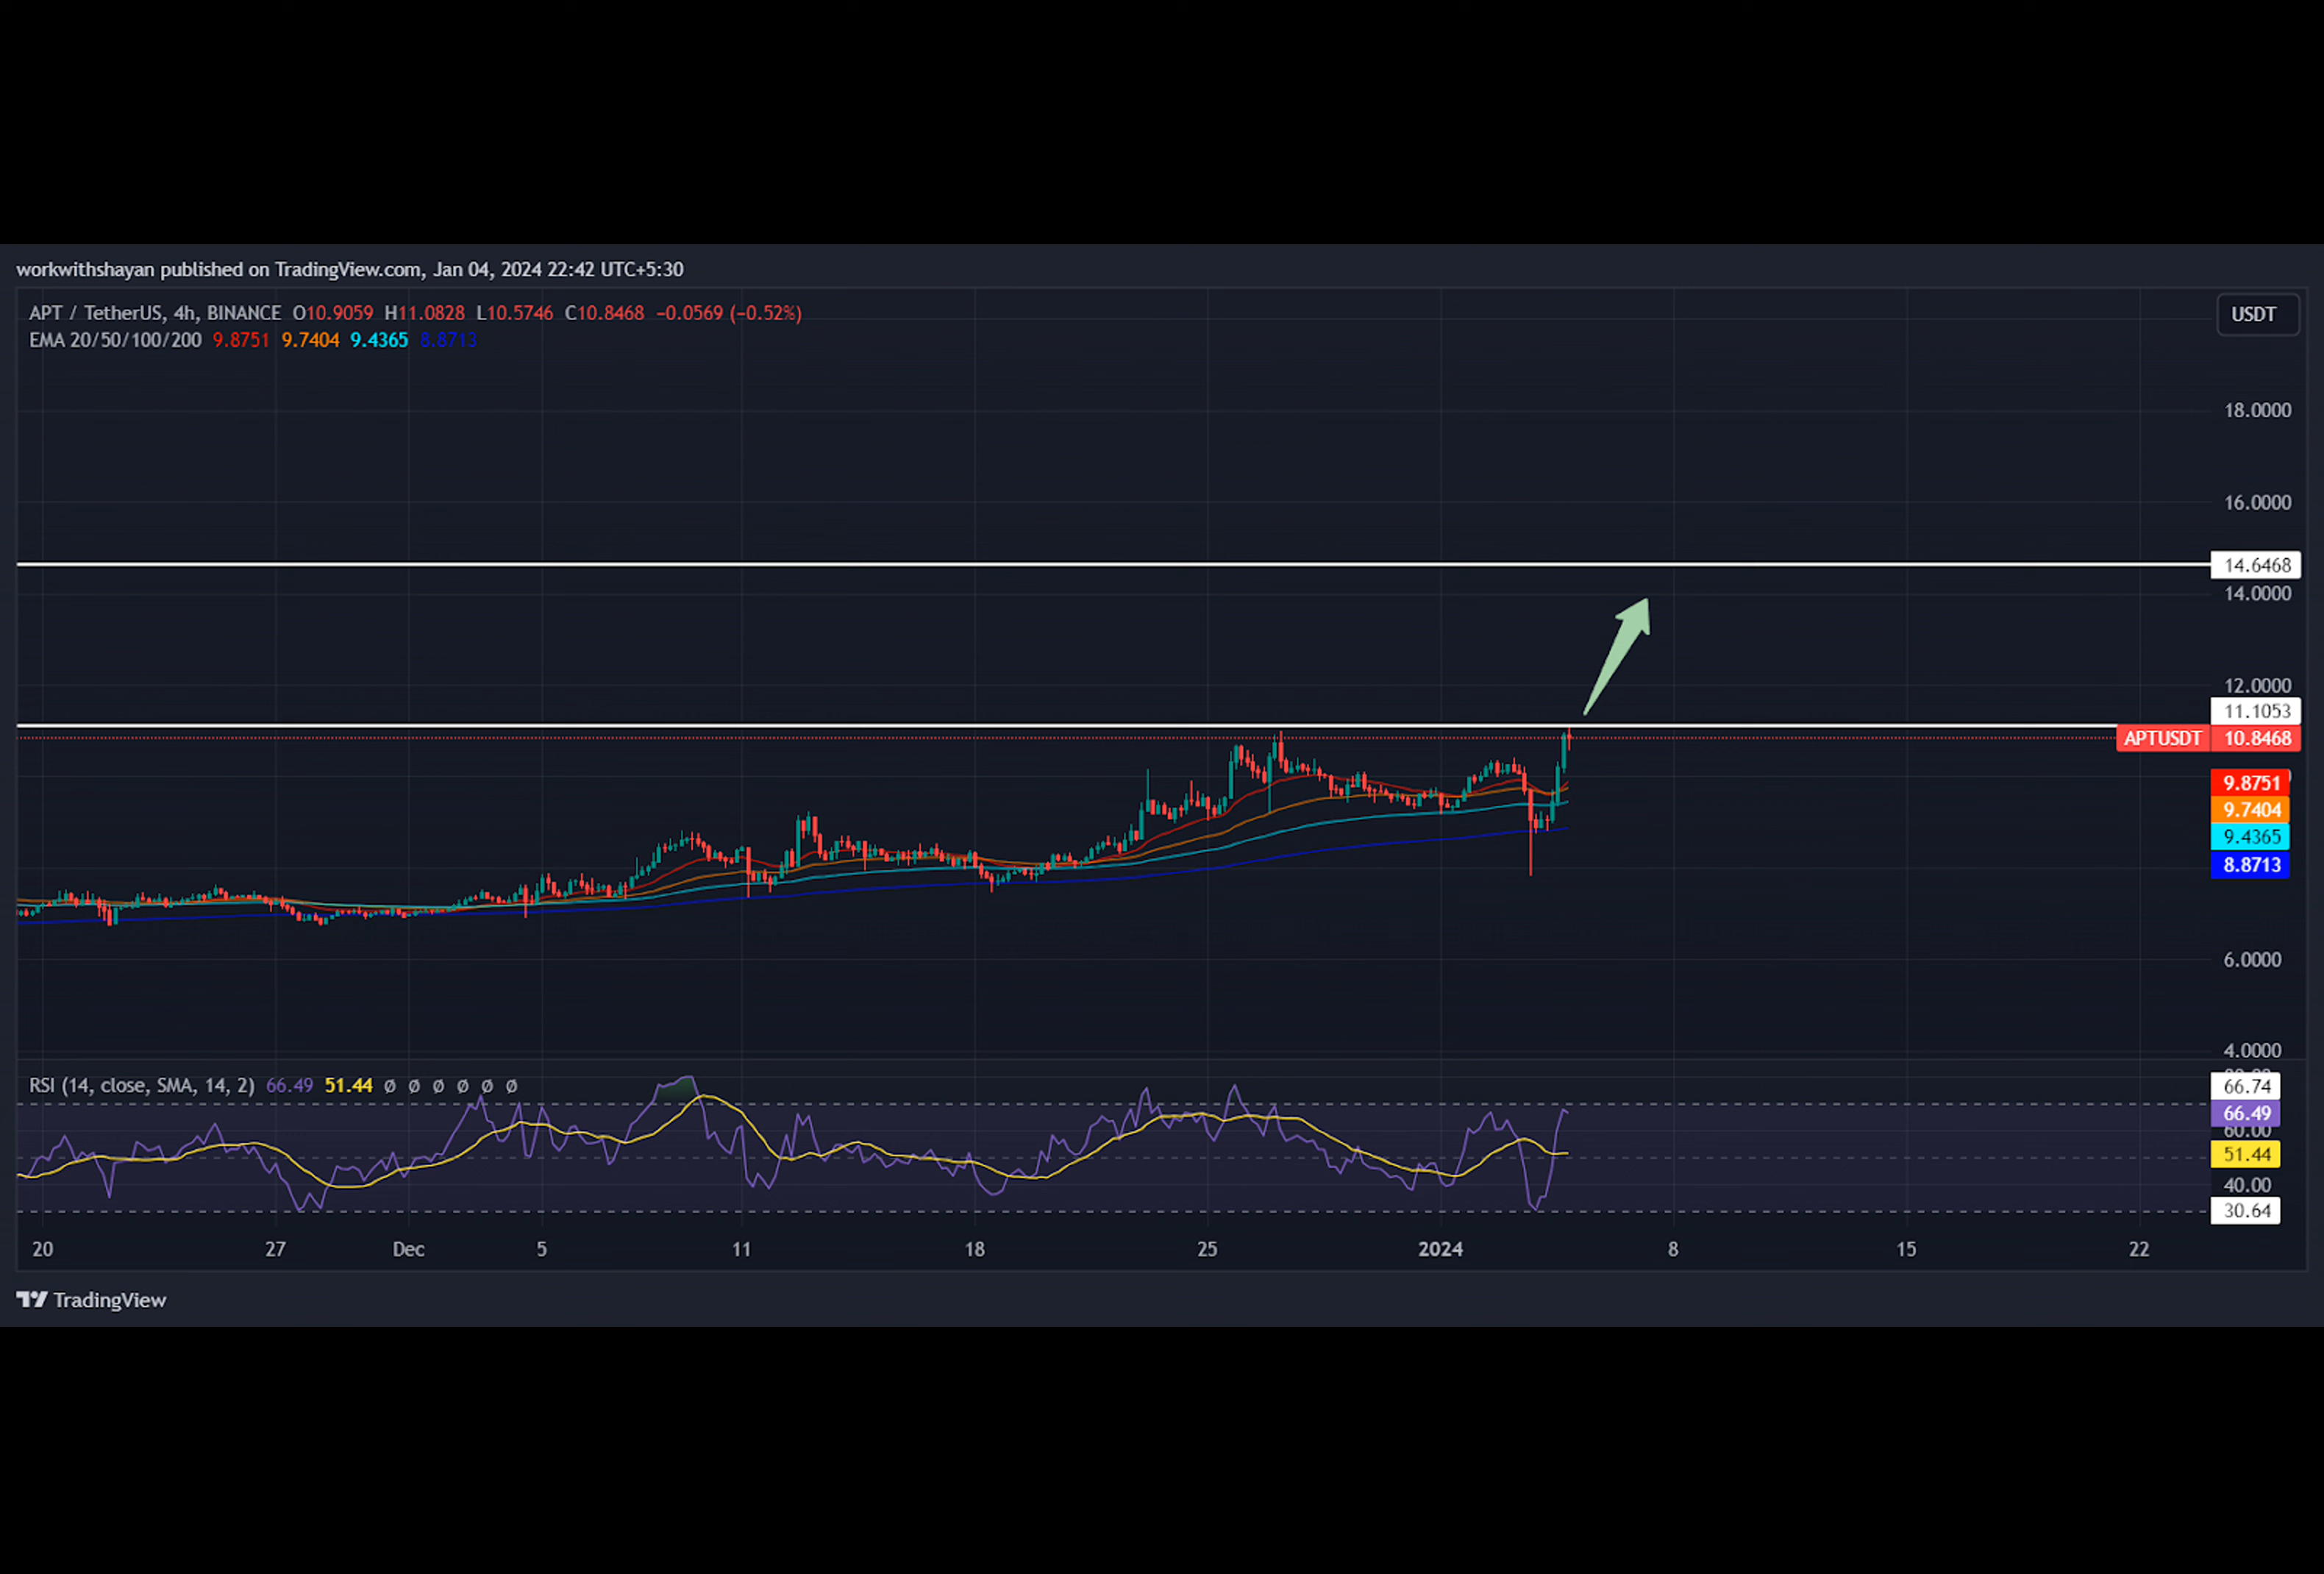 workwithshayan published on TradingView.com, Jan 04, 2024 22:42 UTC+5:30
APT / TetherUS, 4h, BINANCE O10.9059 H11.0828 L10.5746 C10.8468 −0.0569 (−0.52%)
USDT
EMA 20/50/100/200 9.8751 9.7404 9.4365 8.8713
18.0000
16.0000
14.6468
14.0000
12.0000
11.1053
APTUSDT 10.8468
9.8751
9.7404
9.4365
8.8713
6.0000
4.0000
RSI (14, close, SMA, 14, 2) 66.49 51.44 Ø Ø Ø Ø Ø Ø
66.74
66.49
60.00
51.44
40.00
30.64
20 27 Dec 5 11 18 25 2024 8 15 22
TradingView